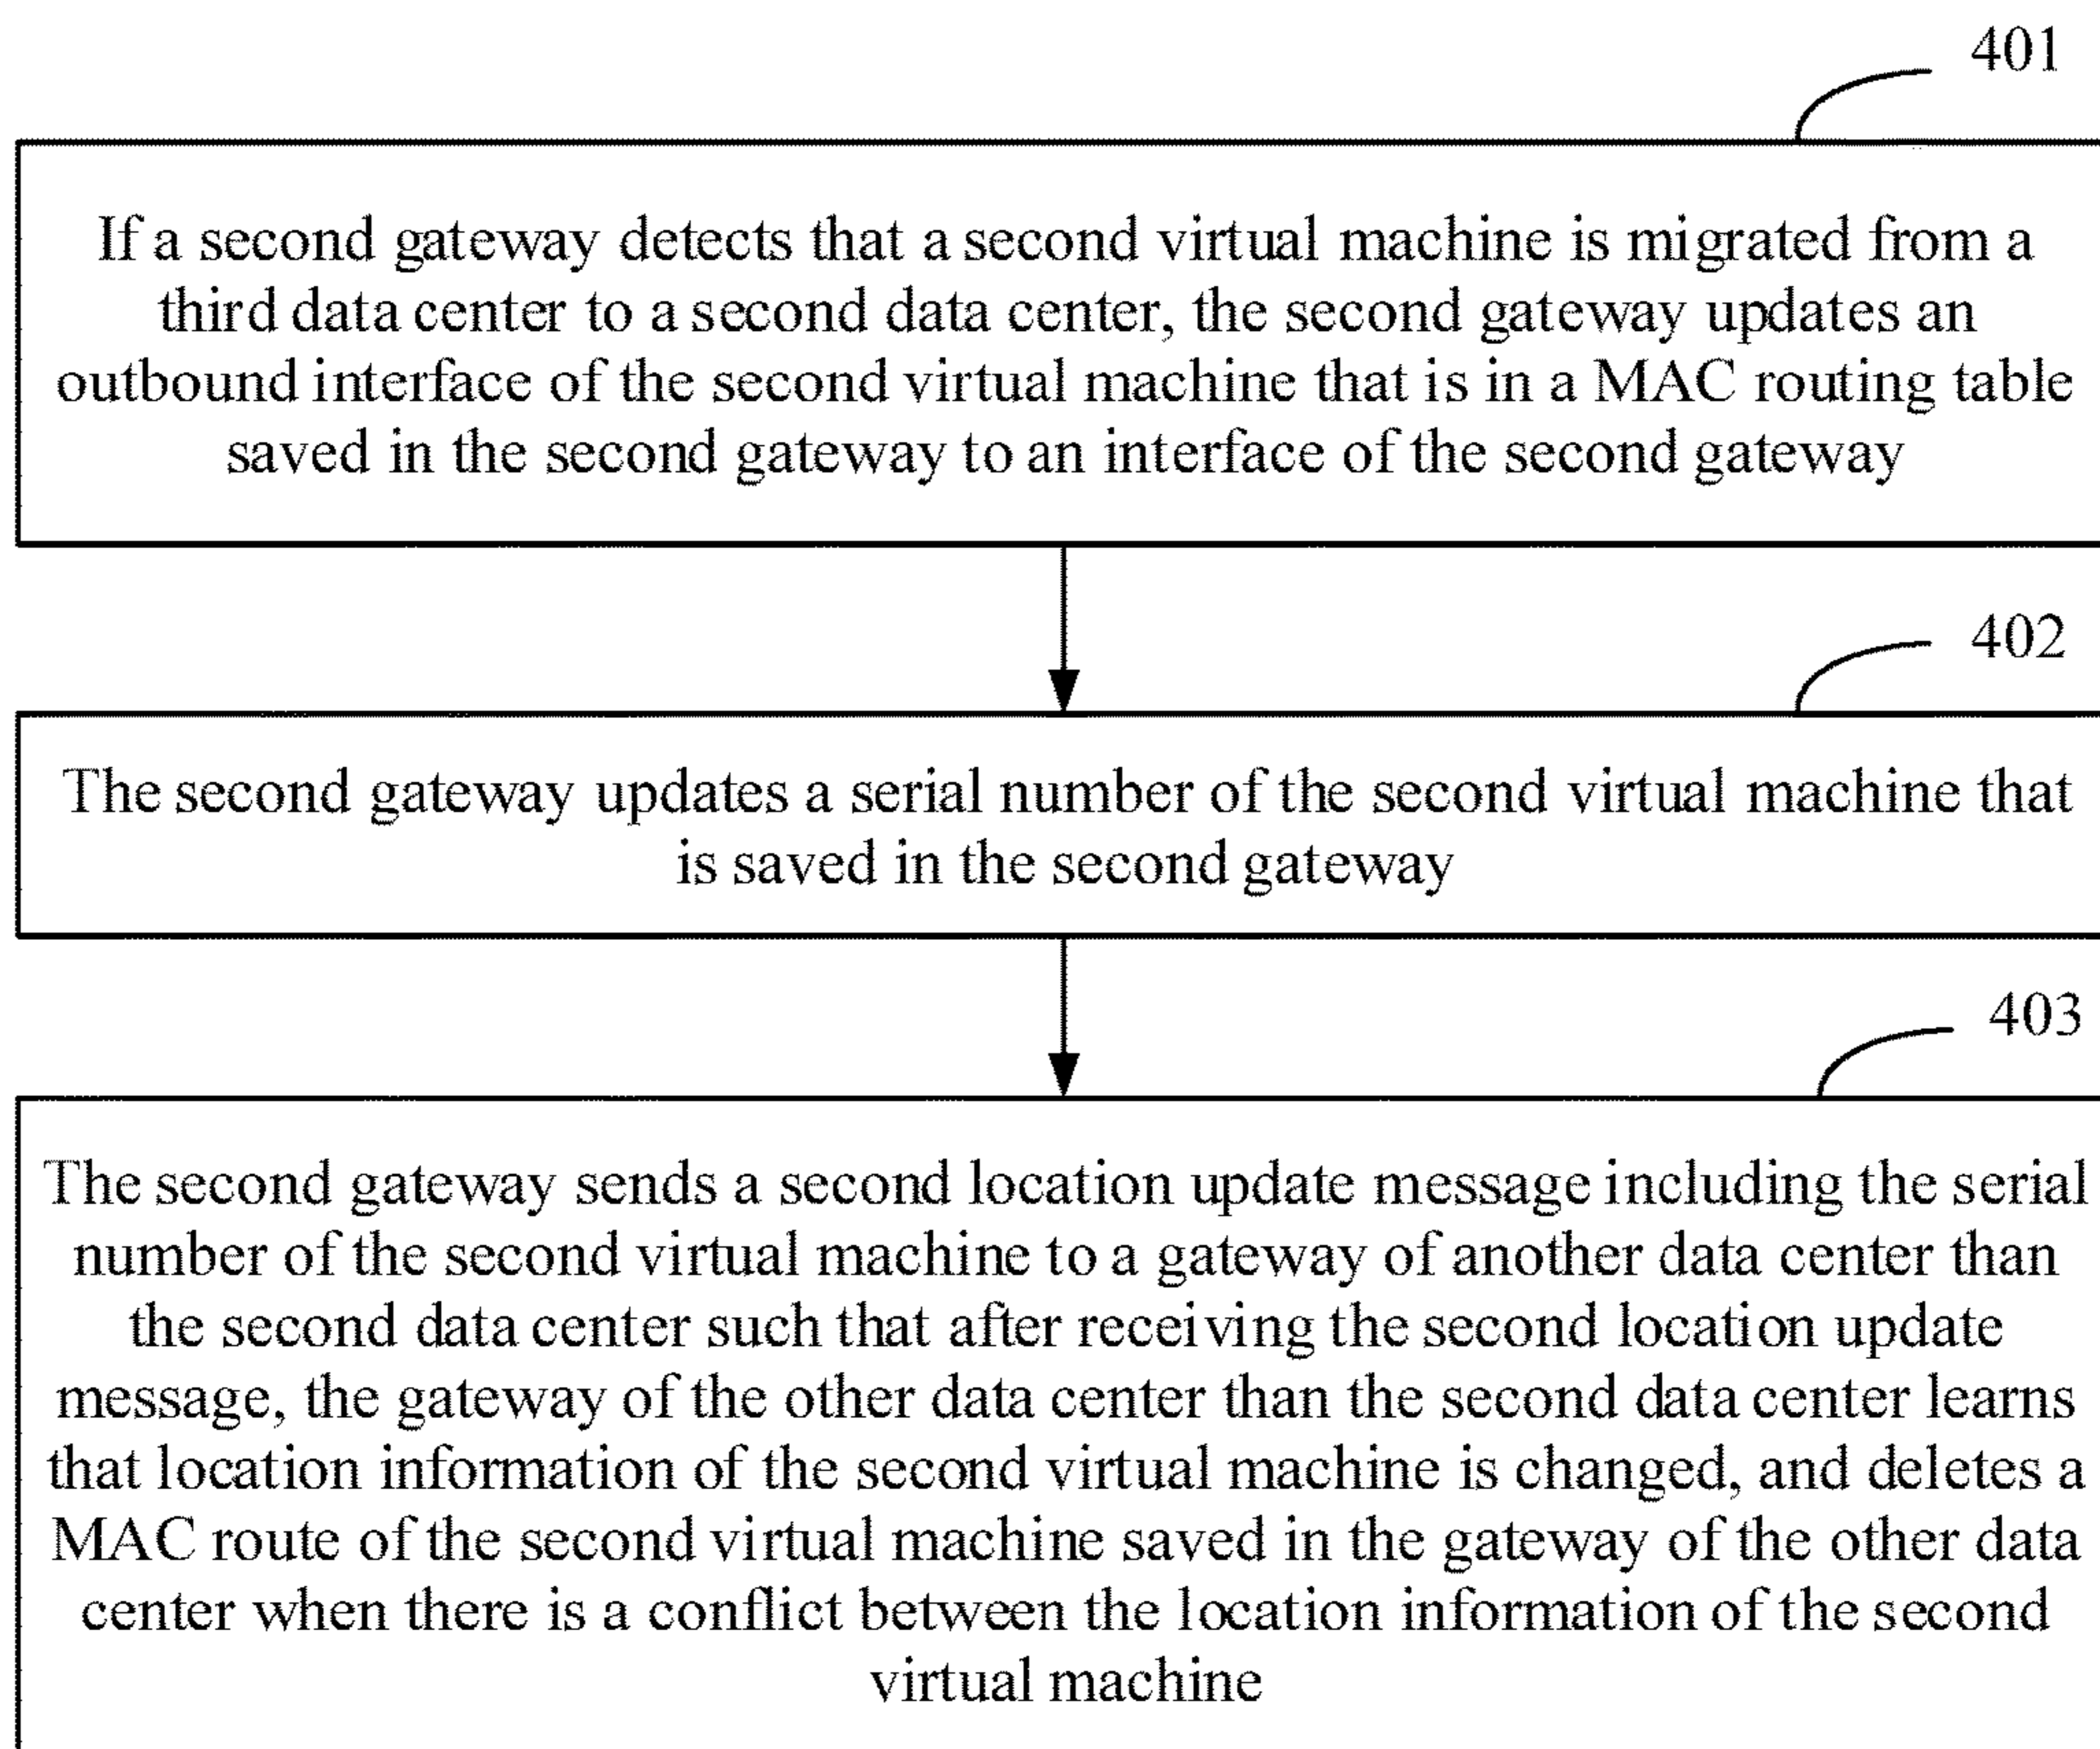 401
If a second gateway detects that a second virtual machine is migrated from a
third data center to a second data center, the second gateway updates an
outbound interface of the second virtual machine that is in a MAC routing table
saved in the second gateway to an interface of the second gateway
402
The second gateway updates a serial number of the second virtual machine that
is saved in the second gateway
403
The second gateway sends a second location update message including the serial
number of the second virtual machine to a gateway of another data center than
the second data center such that after receiving the second location update
message, the gateway of the other data center than the second data center learns
that location information of the second virtual machine is changed, and deletes a
MAC route of the second virtual machine saved in the gateway of the other data
center when there is a conflict between the location information of the second
virtual machine